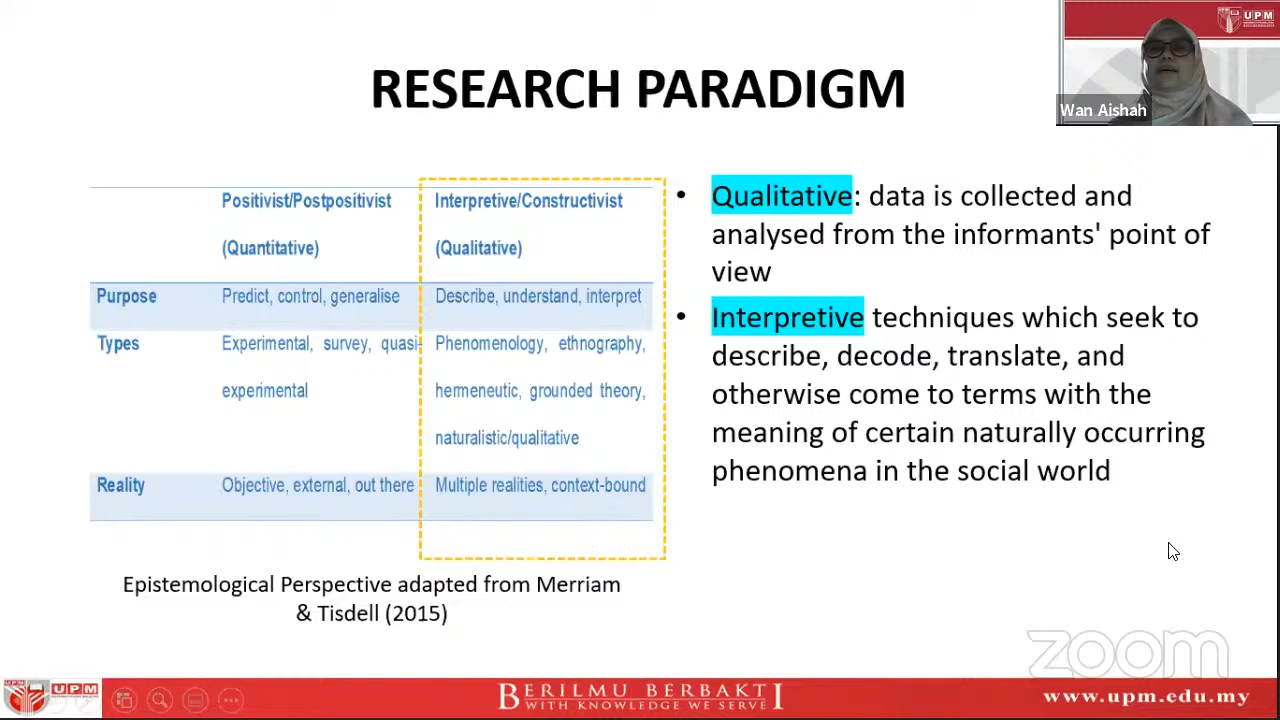 UPM
Wan Aishah
RESEARCH PARADIGM
Positivist/Postpositivist
(Quantitative)
Interpretive/Constructivist
(Qualitative)
Purpose
Predict, control, generalise
Describe, understand, interpret
Types
Experimental, survey, quasi-
experimental
Phenomenology, ethnography,
hermeneutic, grounded theory,
naturalistic/qualitative
Reality
Objective, external, out there
Multiple realities, context-bound
Epistemological Perspective adapted from Merriam
& Tisdell (2015)
• Qualitative: data is collected and
analysed from the informants' point of
view
• Interpretive techniques which seek to
describe, decode, translate, and
otherwise come to terms with the
meaning of certain naturally occurring
phenomena in the social world
zoom
UPM
BERILMU BERBAKTI
WITH KNOWLEDGE WE SERVE
www.upm.edu.my